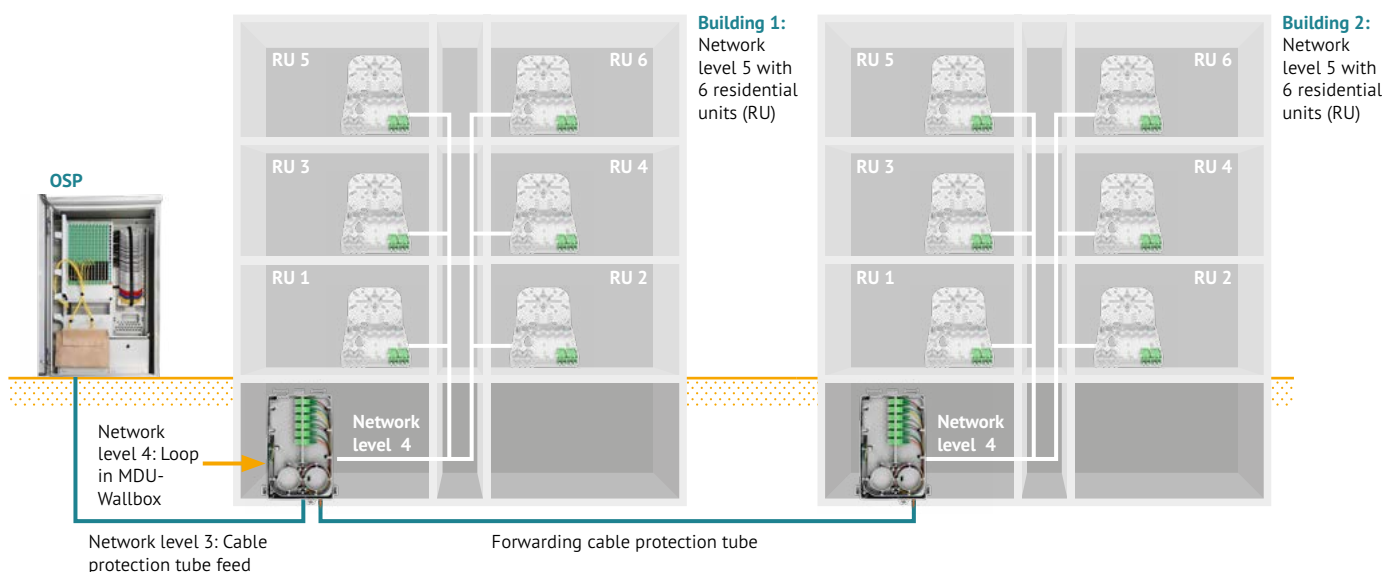 Building 1:
Network
level 5 with
6 residential
units (RU)
Building 2:
Network
level 5 with
6 residential
units (RU)
RU 5
RU 6
RU 5
RU 6
RU 3
RU 4
RU 3
RU 4
OSP
RU 1
RU 2
RU 1
RU 2
Network
level 4: Loop
in MDU-
Wallbox
Network
level 4
Network
level 4
Network level 3: Cable
protection tube feed
Forwarding cable protection tube